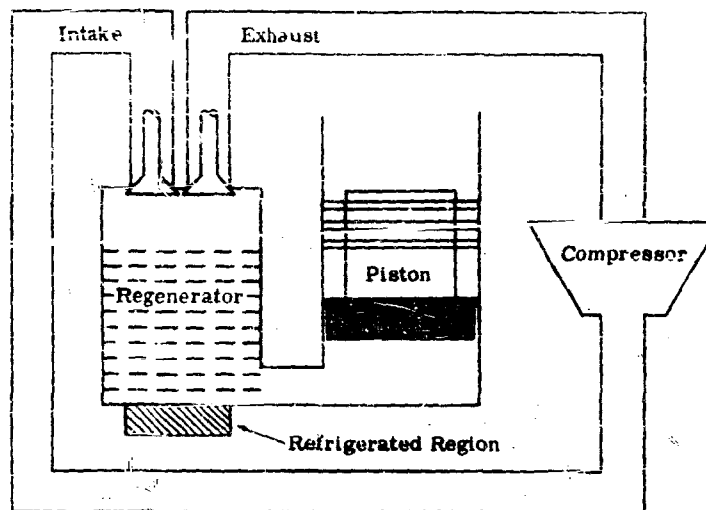 Intake
Exhaust
Compressor
Piston
Regenerator
Refrigerated Region